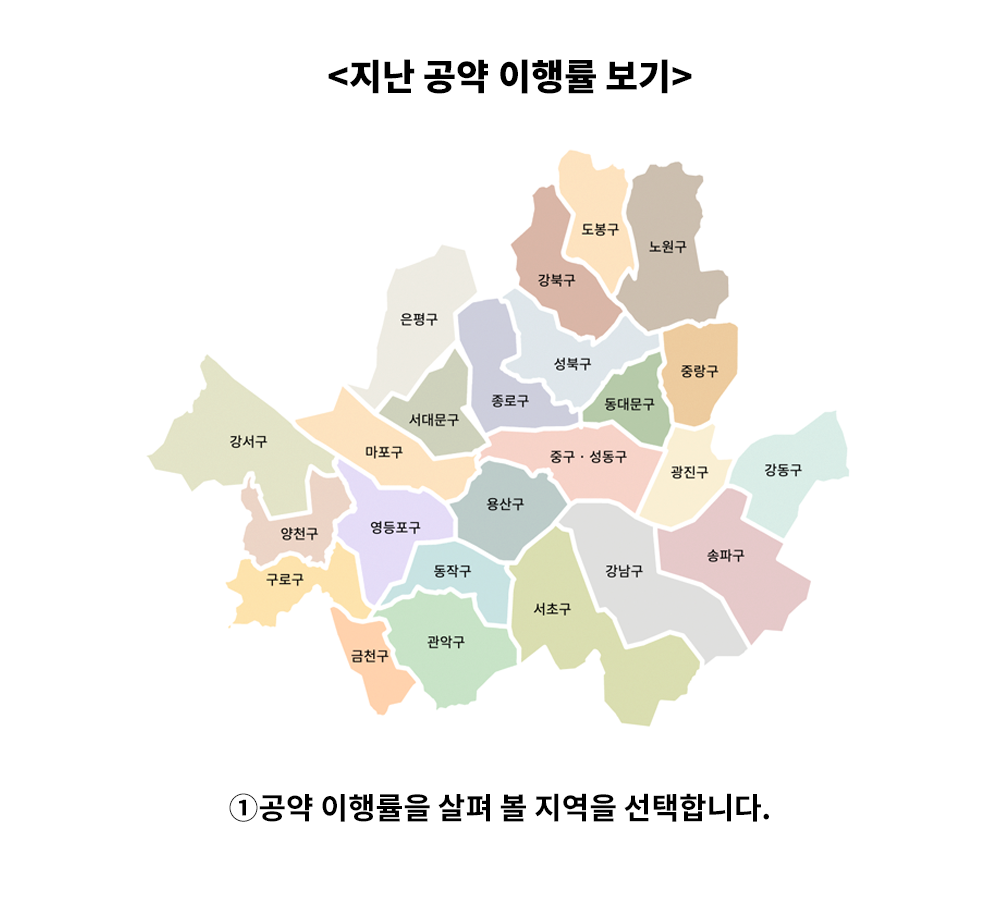 <지난 공약 이행률 보기>
도봉구
노원구
강북구
은평구
성북구
중랑구
종로구
동대문구
서대문구
강서구
마포구
중구 · 성동구
광진구
강동구
용산구
양천구
영등포구
송파구
구로구
동작구
강남구
서초구
관악구
금천구
①공약 이행률을 살펴 볼 지역을 선택합니다.